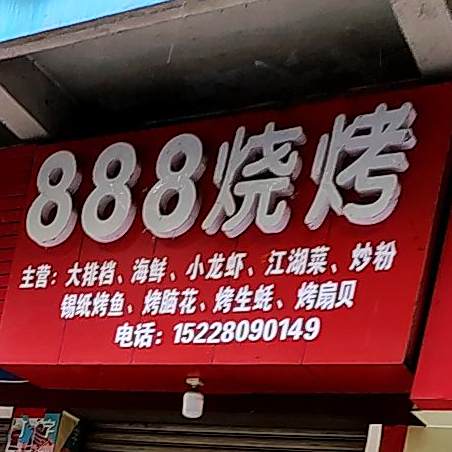 888烧烤
主营：大排档、海鲜、小龙虾、江湖菜、炒粉
锡纸烤鱼、烤脑花、烤生蚝、烤扇贝
电话：15228090149